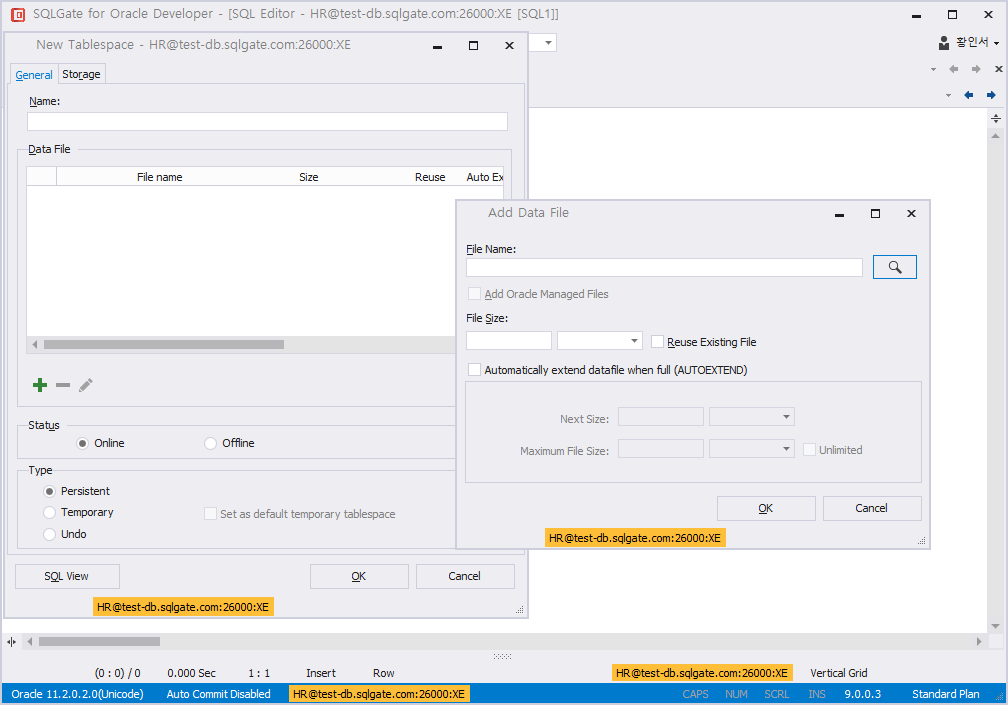 SQLGate for Oracle Developer - [SQL Editor - HR@test-db.sqlgate.com:26000:XE [SQL1]]
황인서
New Tablespace - HR@test-db.sqlgate.com:26000:XE
General Storage
Name:
Data File
File name Size Reuse Auto Ex
Status
Online Offline
Type
Persistent
Temporary Set as default temporary tablespace
Undo
SQL View OK Cancel
HR@test-db.sqlgate.com:26000:XE
Add Data File
File Name:
Add Oracle Managed Files
File Size:
Reuse Existing File
Automatically extend datafile when full (AUTOEXTEND)
Next Size:
Maximum File Size: Unlimited
OK Cancel
HR@test-db.sqlgate.com:26000:XE
(0 : 0) / 0 0.000 Sec 1 : 1 Insert Row HR@test-db.sqlgate.com:26000:XE Vertical Grid
Oracle 11.2.0.2.0(Unicode) Auto Commit Disabled HR@test-db.sqlgate.com:26000:XE CAPS NUM SCRL INS 9.0.0.3 Standard Plan